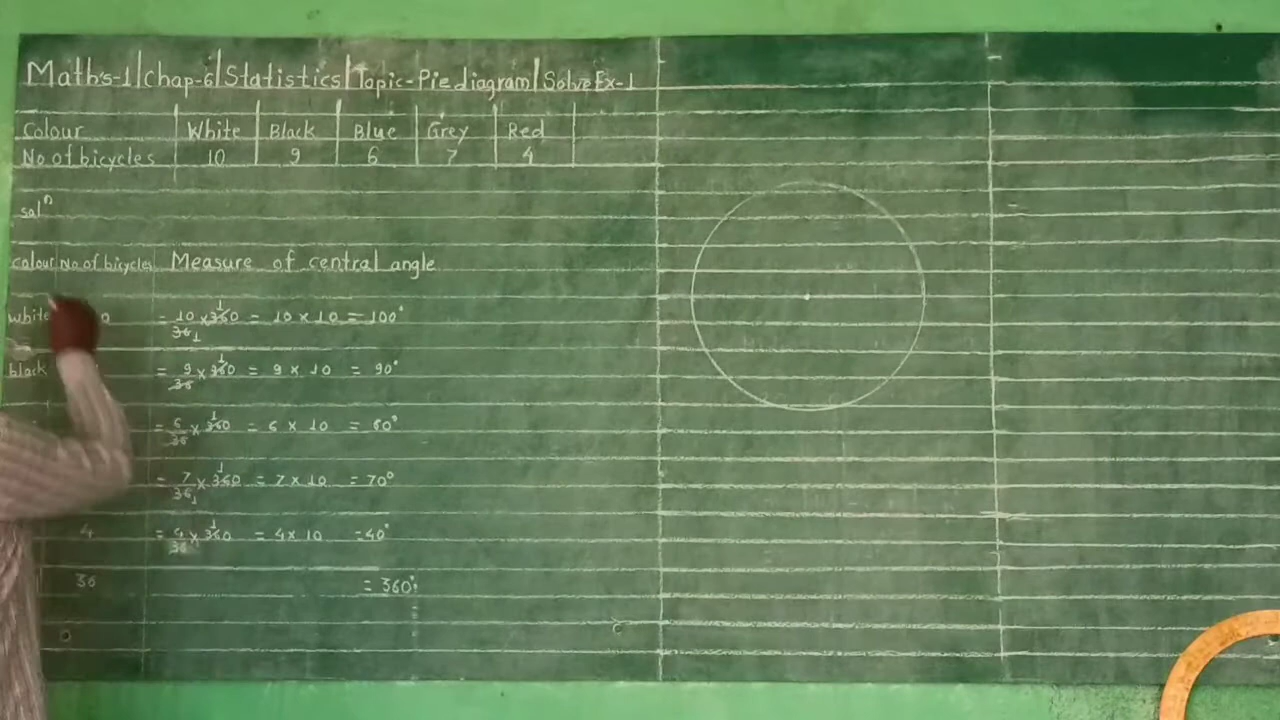 Maths-1|Chap-6|Statistics|Topic-Pie diagram|Solve Ex-1
Colour White Black Blue Grey Red
No.of bicycles 10 9 6 7 4
solⁿ
colour No of bicycles Measure of central angle
white = 10/36 × 360 = 10 × 10 = 100°
black = 9/36 × 360 = 9 × 10 = 90°
= 6/36 × 360 = 6 × 10 = 60°
= 7/36 × 360 = 7 × 10 = 70°
4 = 4/36 × 360 = 4 × 10 = 40°
36 = 360°